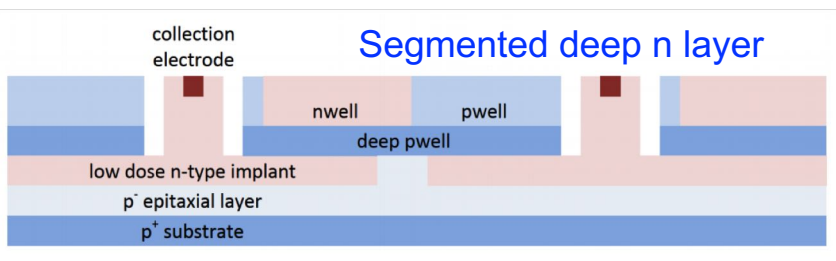 collection
electrode
Segmented deep n layer
nwell
pwell
deep pwell
low dose n-type implant
p⁻ epitaxial layer
p⁺ substrate